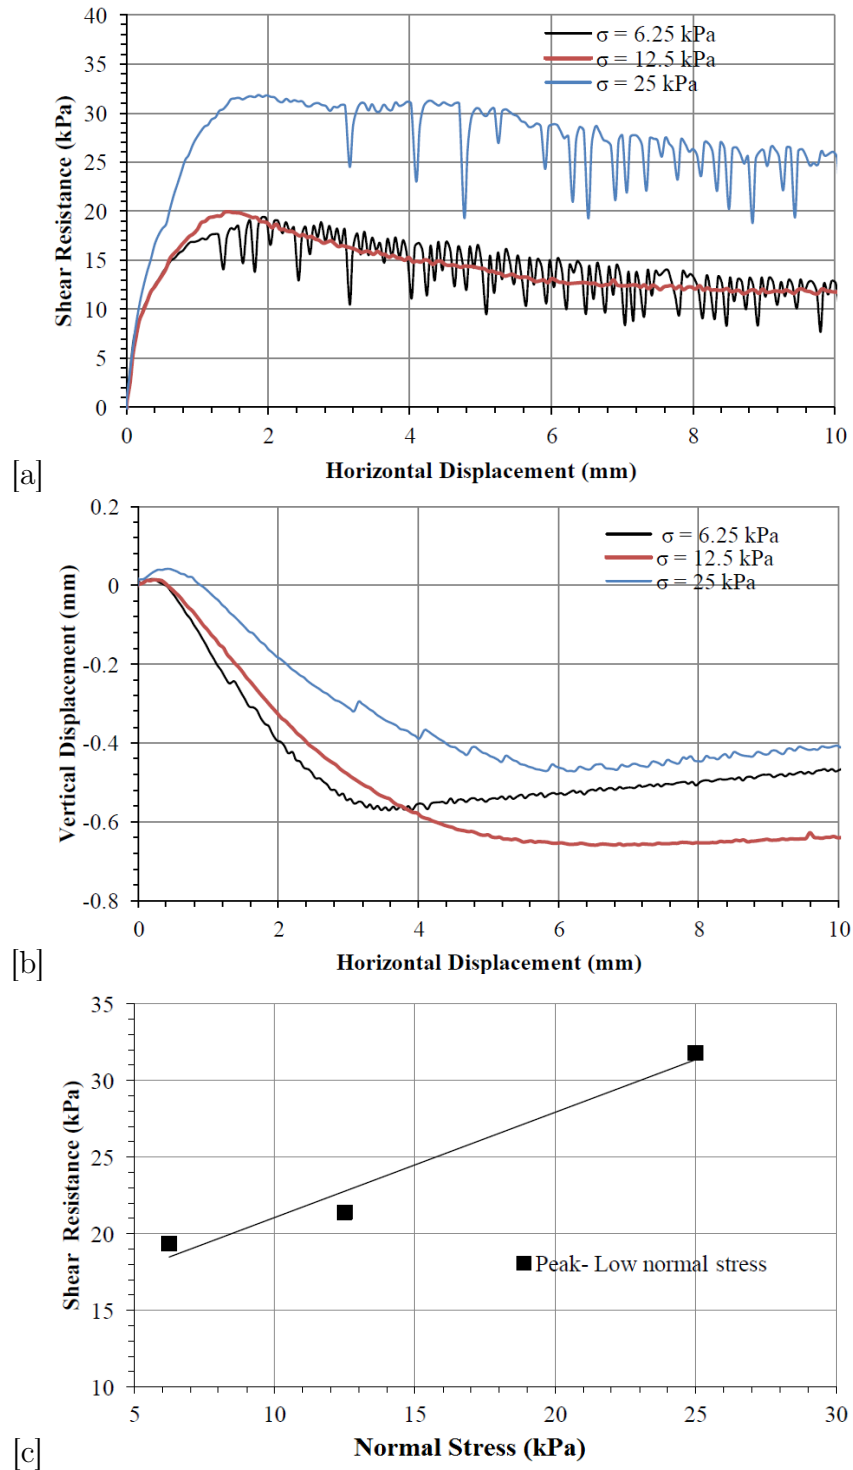 40
35
30
25
20
15
10
5
0
Shear Resistance (kPa)
σ = 6.25 kPa
σ = 12.5 kPa
σ = 25 kPa
0 2 4 6 8 10
Horizontal Displacement (mm)
[a]
0.2
0
-0.2
-0.4
-0.6
-0.8
Vertical Displacement (mm)
σ = 6.25 kPa
σ = 12.5 kPa
σ = 25 kPa
0 2 4 6 8 10
Horizontal Displacement (mm)
[b]
35
30
25
20
15
10
Shear Resistance (kPa)
Peak- Low normal stress
5 10 15 20 25 30
Normal Stress (kPa)
[c]